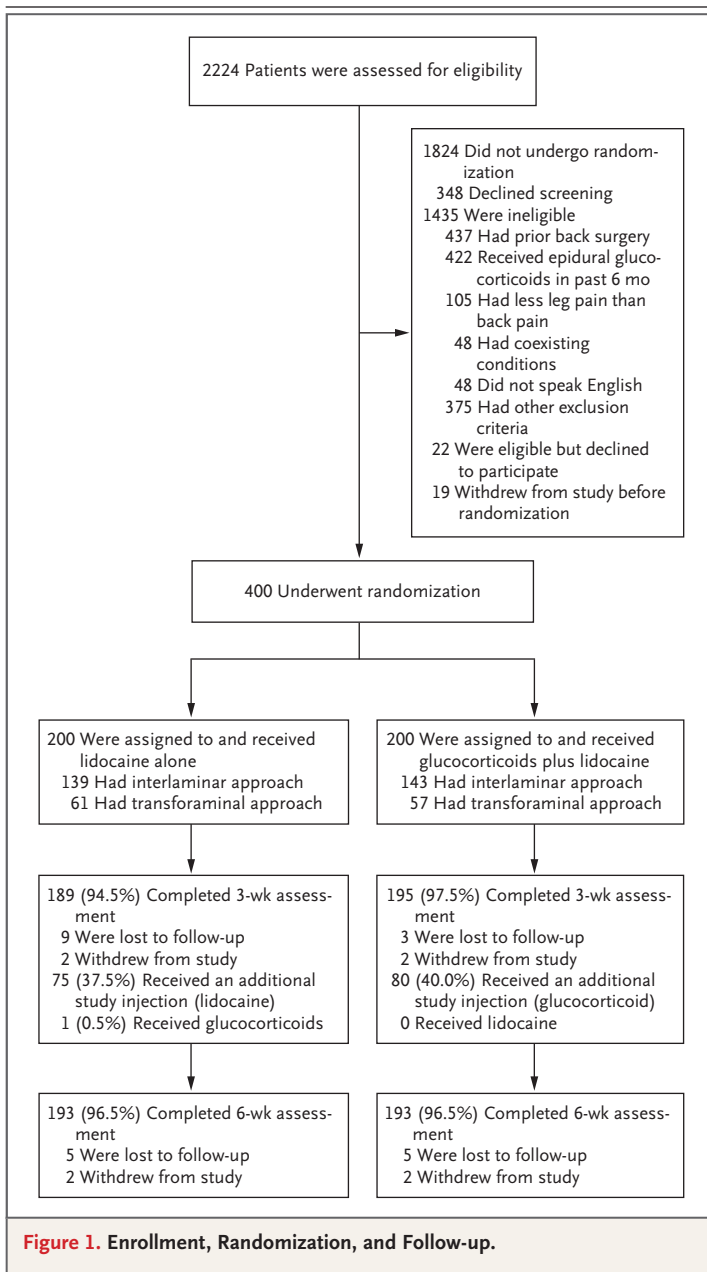 2224 Patients were assessed for eligibility
1824 Did not undergo random-
ization
348 Declined screening
1435 Were ineligible
437 Had prior back surgery
422 Received epidural gluco-
corticoids in past 6 mo
105 Had less leg pain than
back pain
48 Had coexisting
conditions
48 Did not speak English
375 Had other exclusion
criteria
22 Were eligible but declined
to participate
19 Withdrew from study before
randomization
400 Underwent randomization
200 Were assigned to and received
lidocaine alone
139 Had interlaminar approach
61 Had transforaminal approach
200 Were assigned to and received
glucocorticoids plus lidocaine
143 Had interlaminar approach
57 Had transforaminal approach
189 (94.5%) Completed 3-wk assess-
ment
9 Were lost to follow-up
2 Withdrew from study
75 (37.5%) Received an additional
study injection (lidocaine)
1 (0.5%) Received glucocorticoids
195 (97.5%) Completed 3-wk assess-
ment
3 Were lost to follow-up
2 Withdrew from study
80 (40.0%) Received an additional
study injection (glucocorticoid)
0 Received lidocaine
193 (96.5%) Completed 6-wk assess-
ment
5 Were lost to follow-up
2 Withdrew from study
193 (96.5%) Completed 6-wk assess-
ment
5 Were lost to follow-up
2 Withdrew from study
Figure 1. Enrollment, Randomization, and Follow-up.